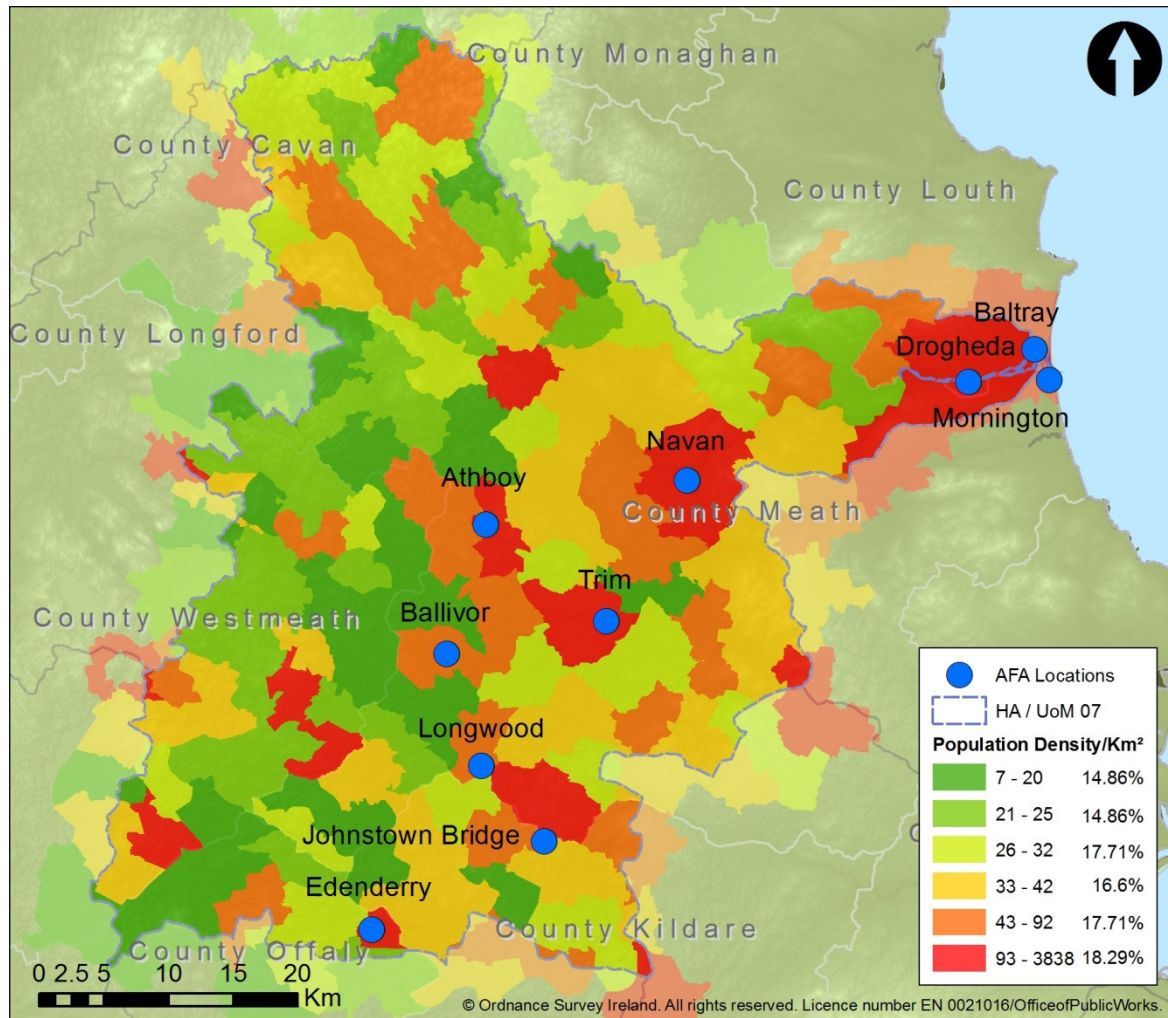 County Monaghan
County Cavan
County Louth
County Longford
Baltray
Drogheda
Mornington
Navan
Athboy
County Meath
Trim
Ballivor
County Westmeath
Longwood
Johnstown Bridge
Edenderry
County Kildare
County Offaly
AFA Locations
HA / UoM 07
Population Density/Km²
7 - 20 14.86%
21 - 25 14.86%
26 - 32 17.71%
33 - 42 16.6%
43 - 92 17.71%
93 - 3838 18.29%
0 2.5 5 10 15 20
Km
© Ordnance Survey Ireland. All rights reserved. Licence number EN 0021016/OfficeofPublicWorks.